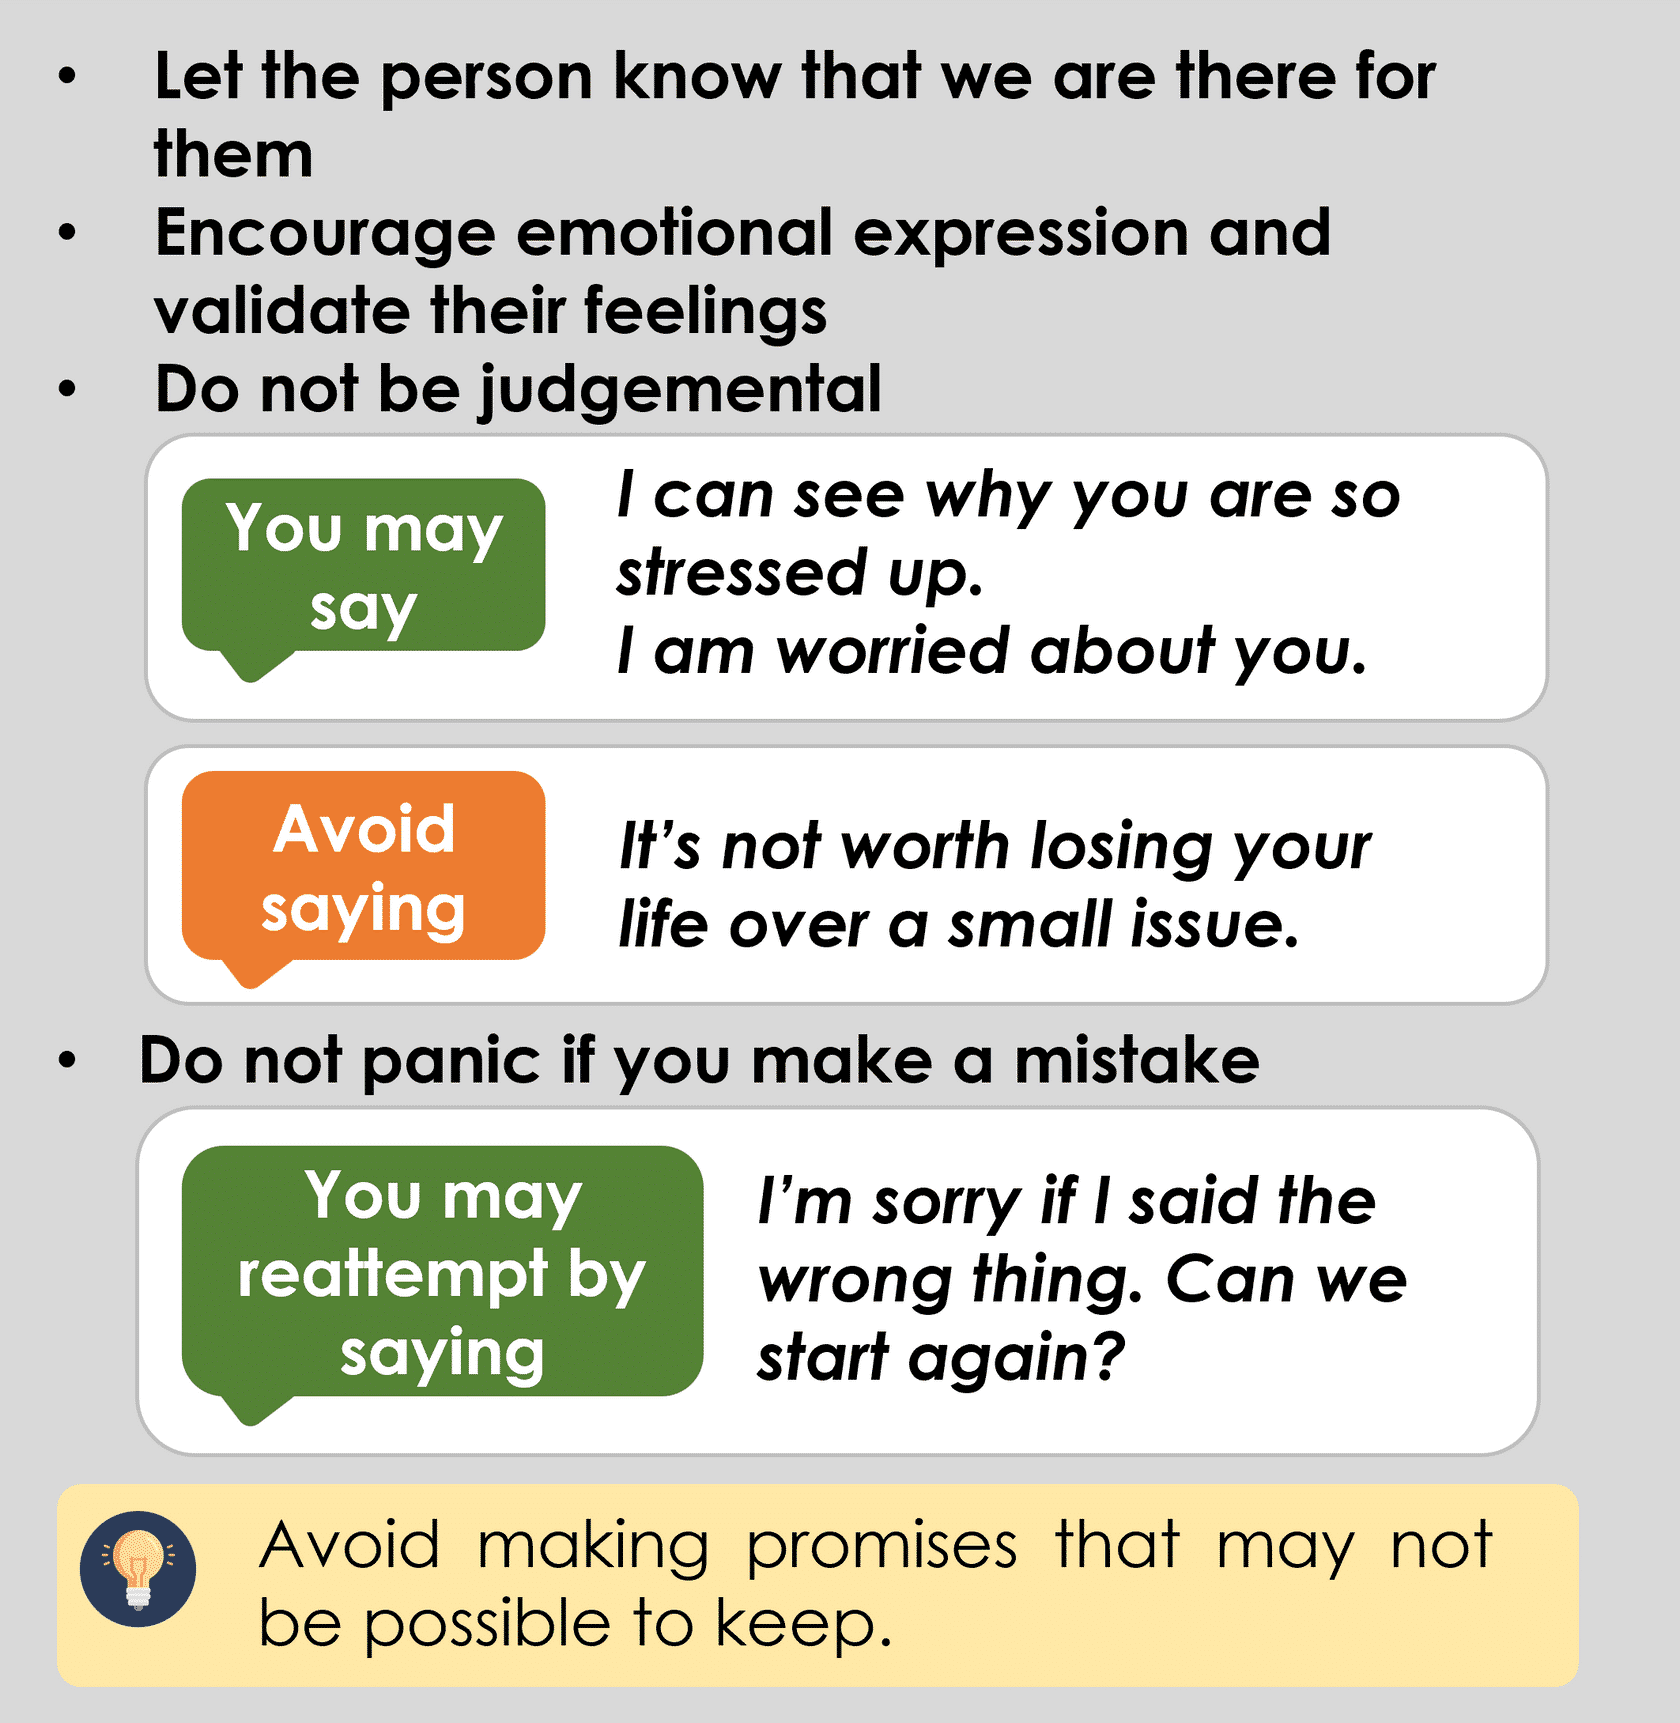 • Let the person know that we are there for
them
• Encourage emotional expression and
validate their feelings
• Do not be judgemental
You may
say
I can see why you are so
stressed up.
I am worried about you.
Avoid
saying
It’s not worth losing your
life over a small issue.
• Do not panic if you make a mistake
You may
reattempt by
saying
I’m sorry if I said the
wrong thing. Can we
start again?
Avoid making promises that may not
be possible to keep.